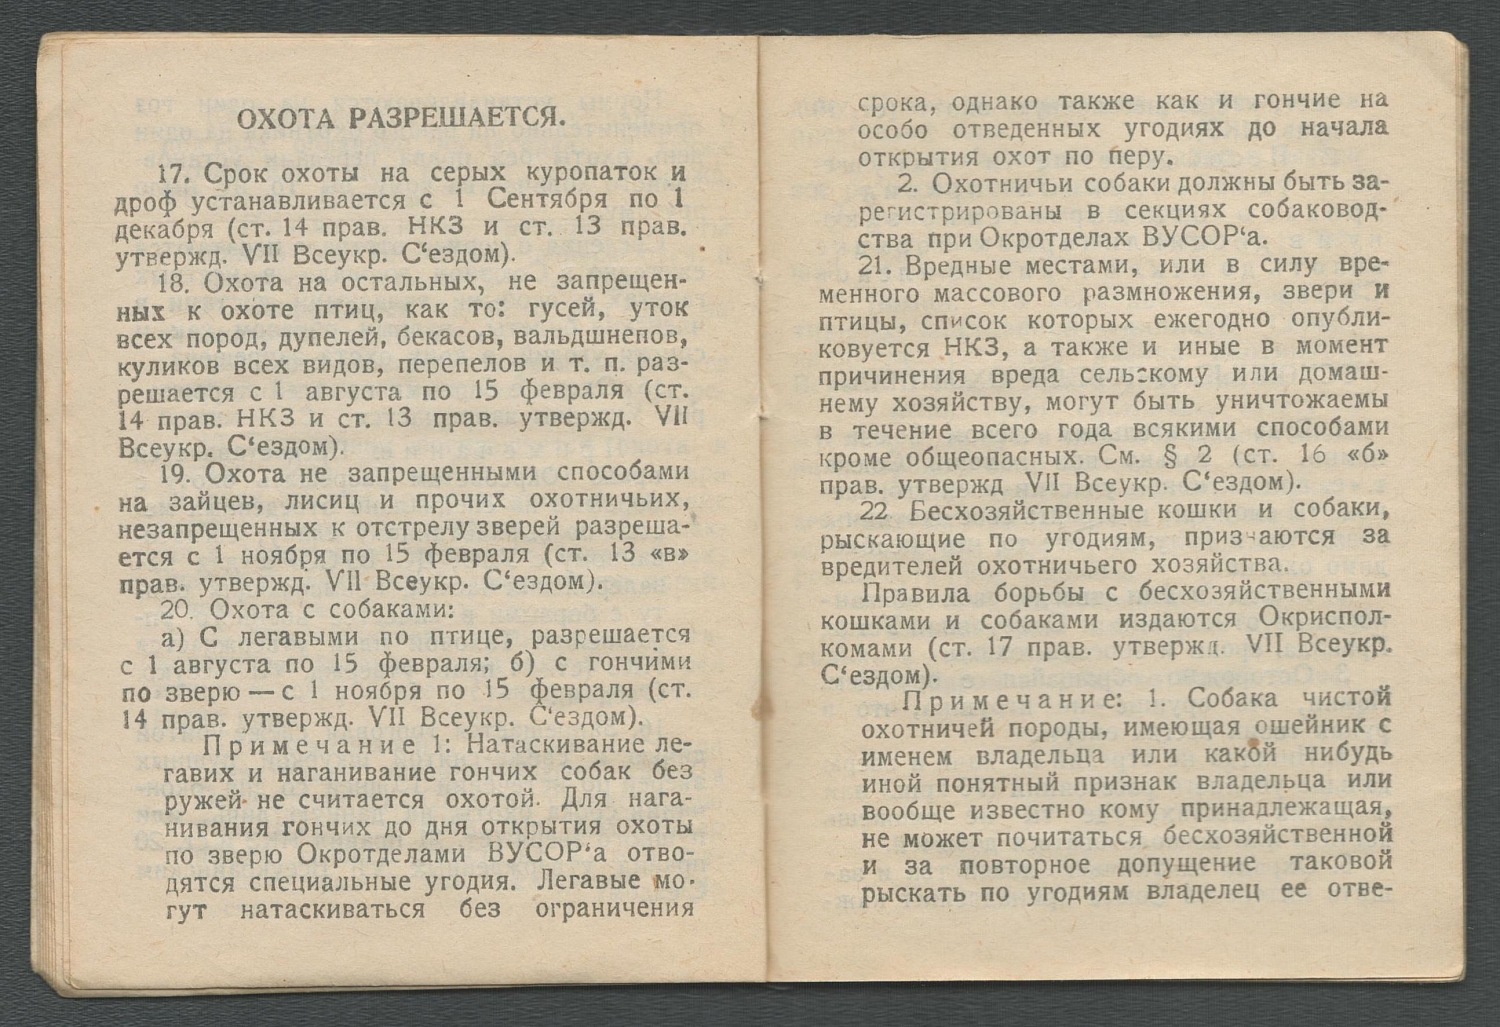 ОХОТА РАЗРЕШАЕТСЯ.
17. Срок охоты на серых куропаток и
дроф устанавливается с 1 Сентября по 1
декабря (ст. 14 прав. НКЗ и ст. 13 прав.
утвержд. VII Всеукр. С‘ездом).
18. Охота на остальных, не запрещен-
ных к охоте птиц, как то: гусей, уток
всех пород, дупелей, бекасов, вальдшнепов,
куликов всех видов, перепелов и т. п. раз-
решается с 1 августа по 15 февраля (ст.
14 прав. НКЗ и ст. 13 прав. утвержд. VII
Всеукр. С‘ездом).
19. Охота не запрещенными способами
на зайцев, лисиц и прочих охотничьих,
незапрещенных к отстрелу зверей разреша-
ется с 1 ноября по 15 февраля (ст. 13 «в»
прав. утвержд. VII Всеукр. С‘ездом).
20. Охота с собаками:
а) С легавыми по птице, разрешается
с 1 августа по 15 февраля; б) с гончими
по зверю — с 1 ноября по 15 февраля (ст.
14 прав. утвержд. VII Всеукр. С‘ездом).
Примечание 1: Натаскивание ле-
гавих и наганивание гончих собак без
ружей не считается охотой. Для нага-
нивания гончих до дня открытия охоты
по зверю Окротделами ВУСОР‘а отво-
дятся специальные угодия. Легавые мо-
гут натаскиваться без ограничения
срока, однако также как и гончие на
особо отведенных угодиях до начала
открытия охот по перу.
2. Охотничьи собаки должны быть за-
регистрированы в секциях собаковод-
ства при Окротделах ВУСОР‘а.
21. Вредные местами, или в силу вре-
менного массового размножения, звери и
птицы, список которых ежегодно опубли-
ковуется НКЗ, а также и иные в момент
причинения вреда сельскому или домаш-
нему хозяйству, могут быть уничтожаемы
в течение всего года всякими способами
кроме общеопасных. См. § 2 (ст. 16 «б»
прав. утвержд VII Всеукр. С‘ездом).
22 Бесхозяйственные кошки и собаки,
рыскающие по угодиям, признаются за
вредителей охотничьего хозяйства.
Правила борьбы с бесхозяйственными
кошками и собаками издаются Окриспол-
комами (ст. 17 прав. утвержд. VII Всеукр.
С‘ездом).
Примечание: 1. Собака чистой
охотничей породы, имеющая ошейник с
именем владельца или какой нибудь
иной понятный признак владельца или
вообще известно кому принадлежащая,
не может почитаться бесхозяйственной
и за повторное допущение таковой
рыскать по угодиям владелец ее отве-